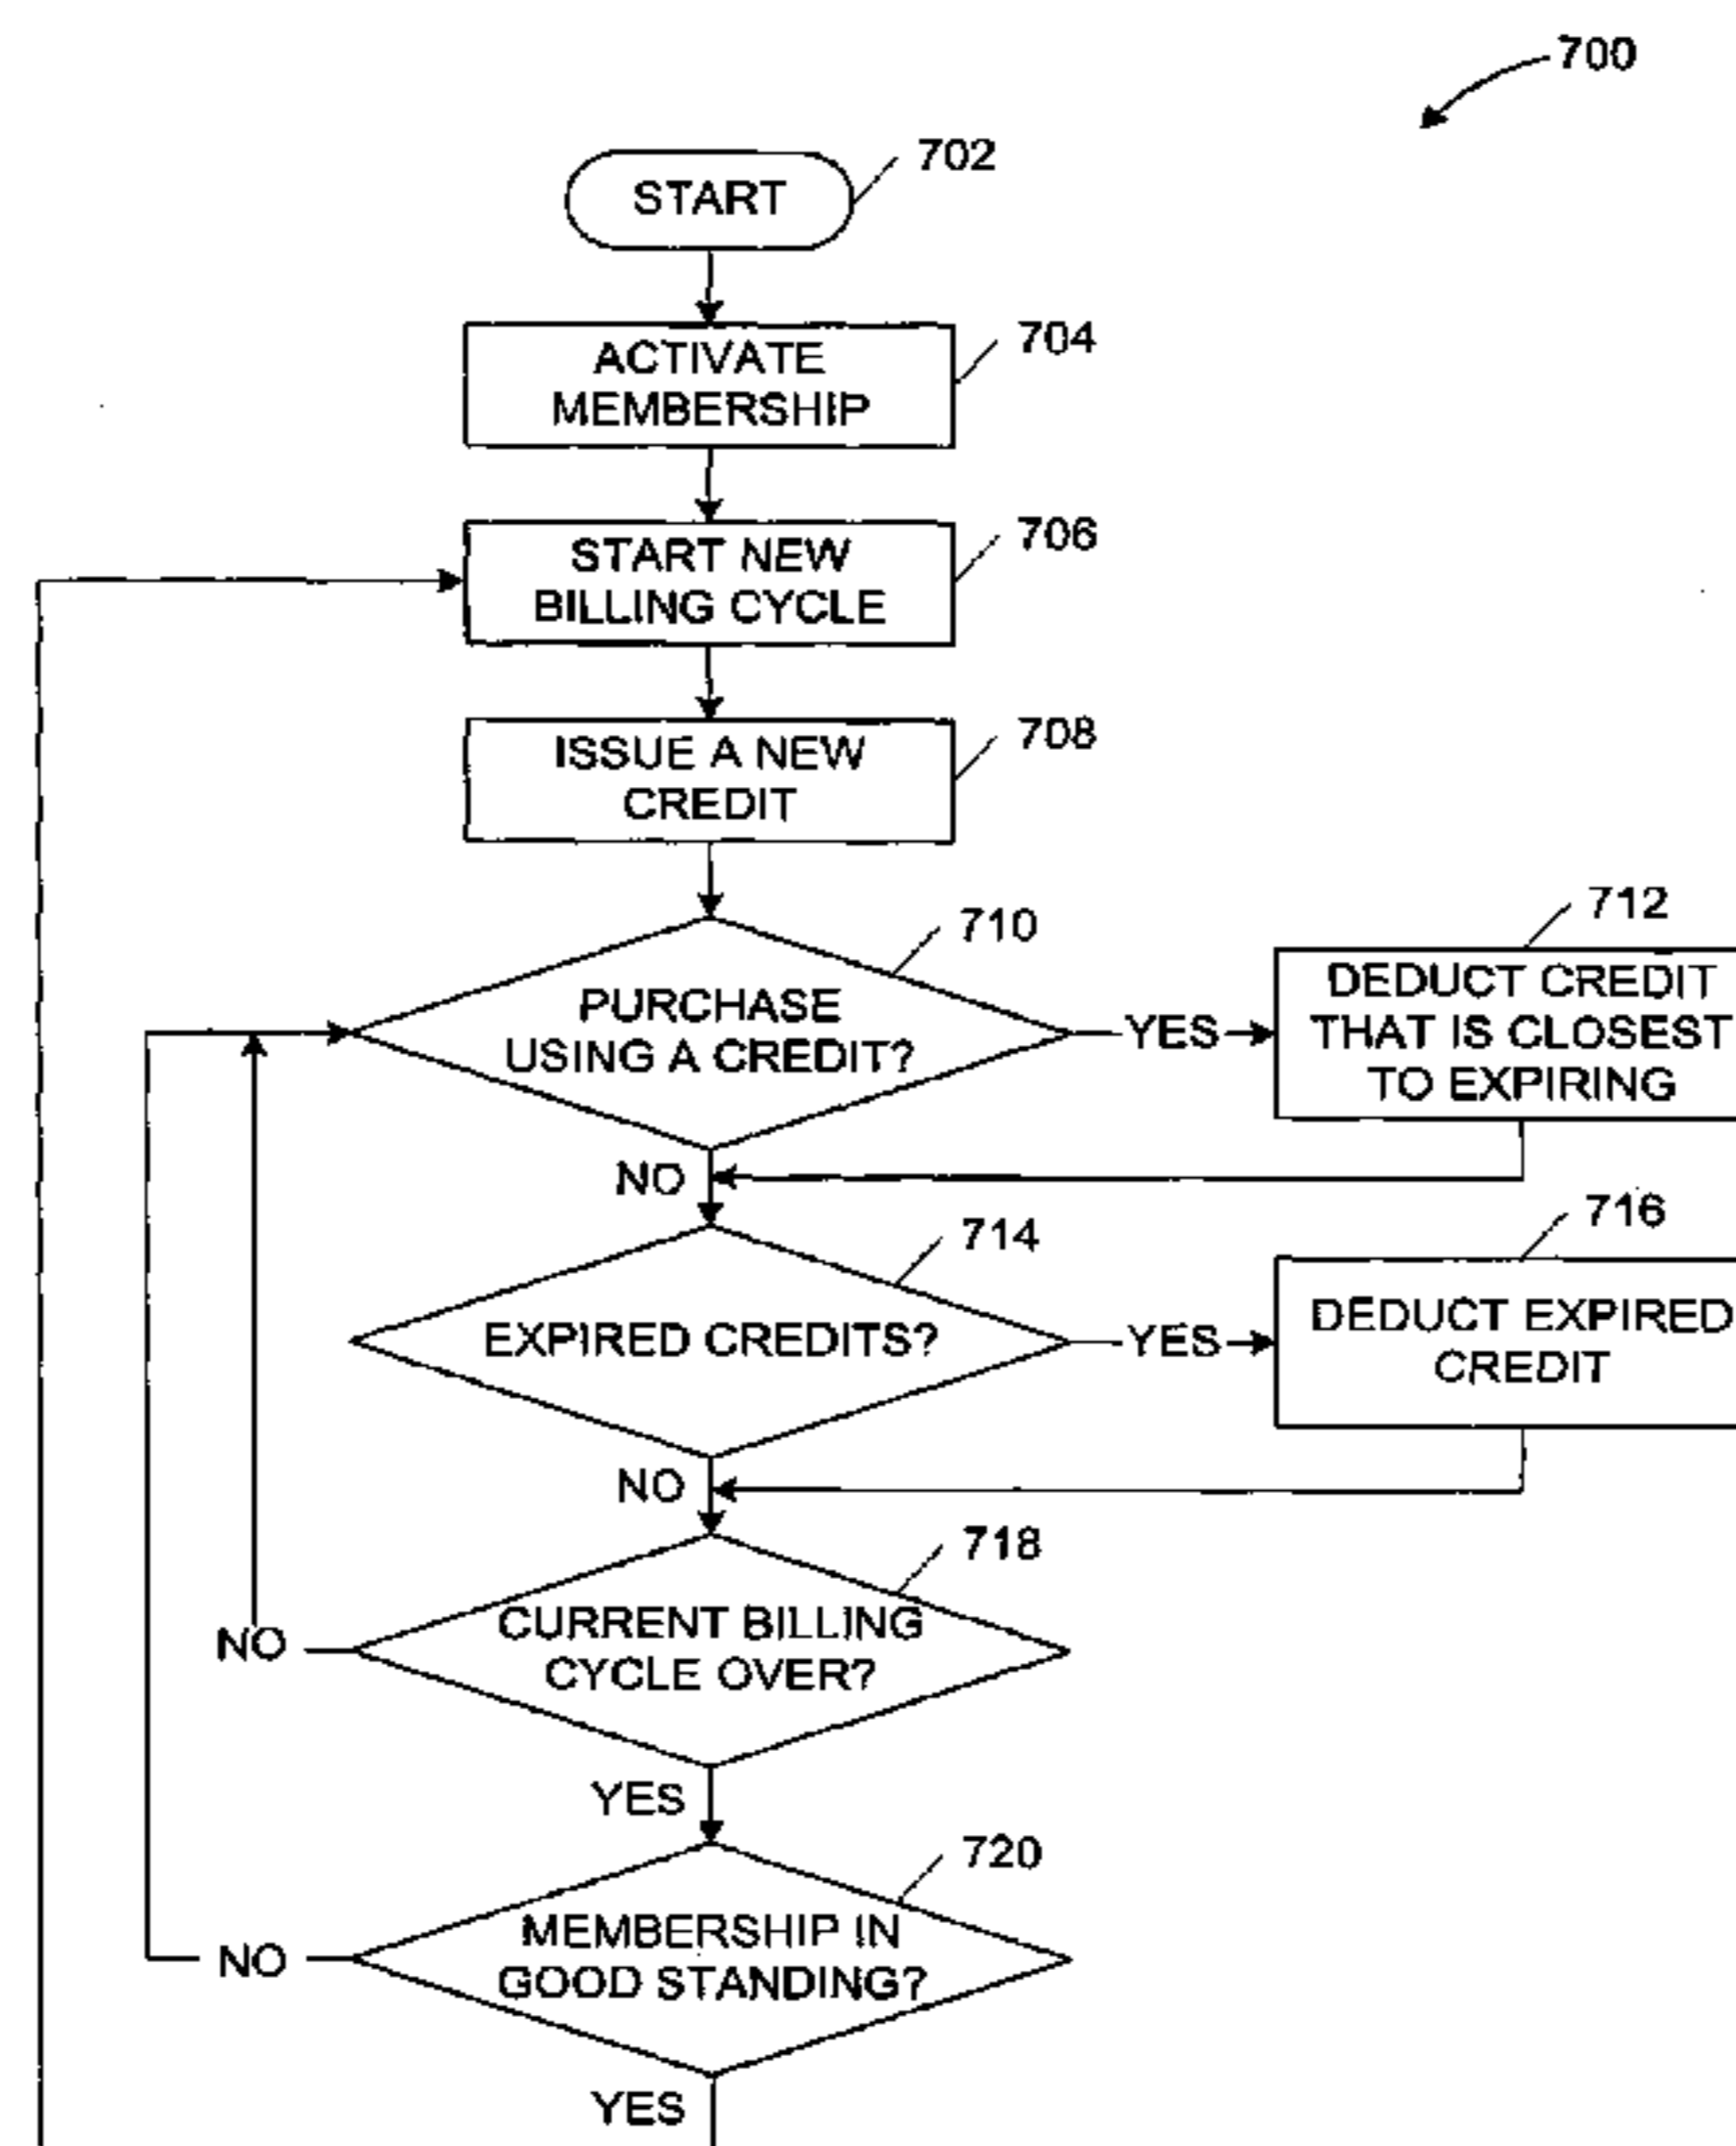 700
START
702
ACTIVATE
MEMBERSHIP
704
START NEW
BILLING CYCLE
706
ISSUE A NEW
CREDIT
708
PURCHASE
USING A CREDIT?
710
YES
DEDUCT CREDIT
THAT IS CLOSEST
TO EXPIRING
712
NO
EXPIRED CREDITS?
714
YES
DEDUCT EXPIRED
CREDIT
716
NO
CURRENT BILLING
CYCLE OVER?
718
NO
YES
MEMBERSHIP IN
GOOD STANDING?
720
NO
YES